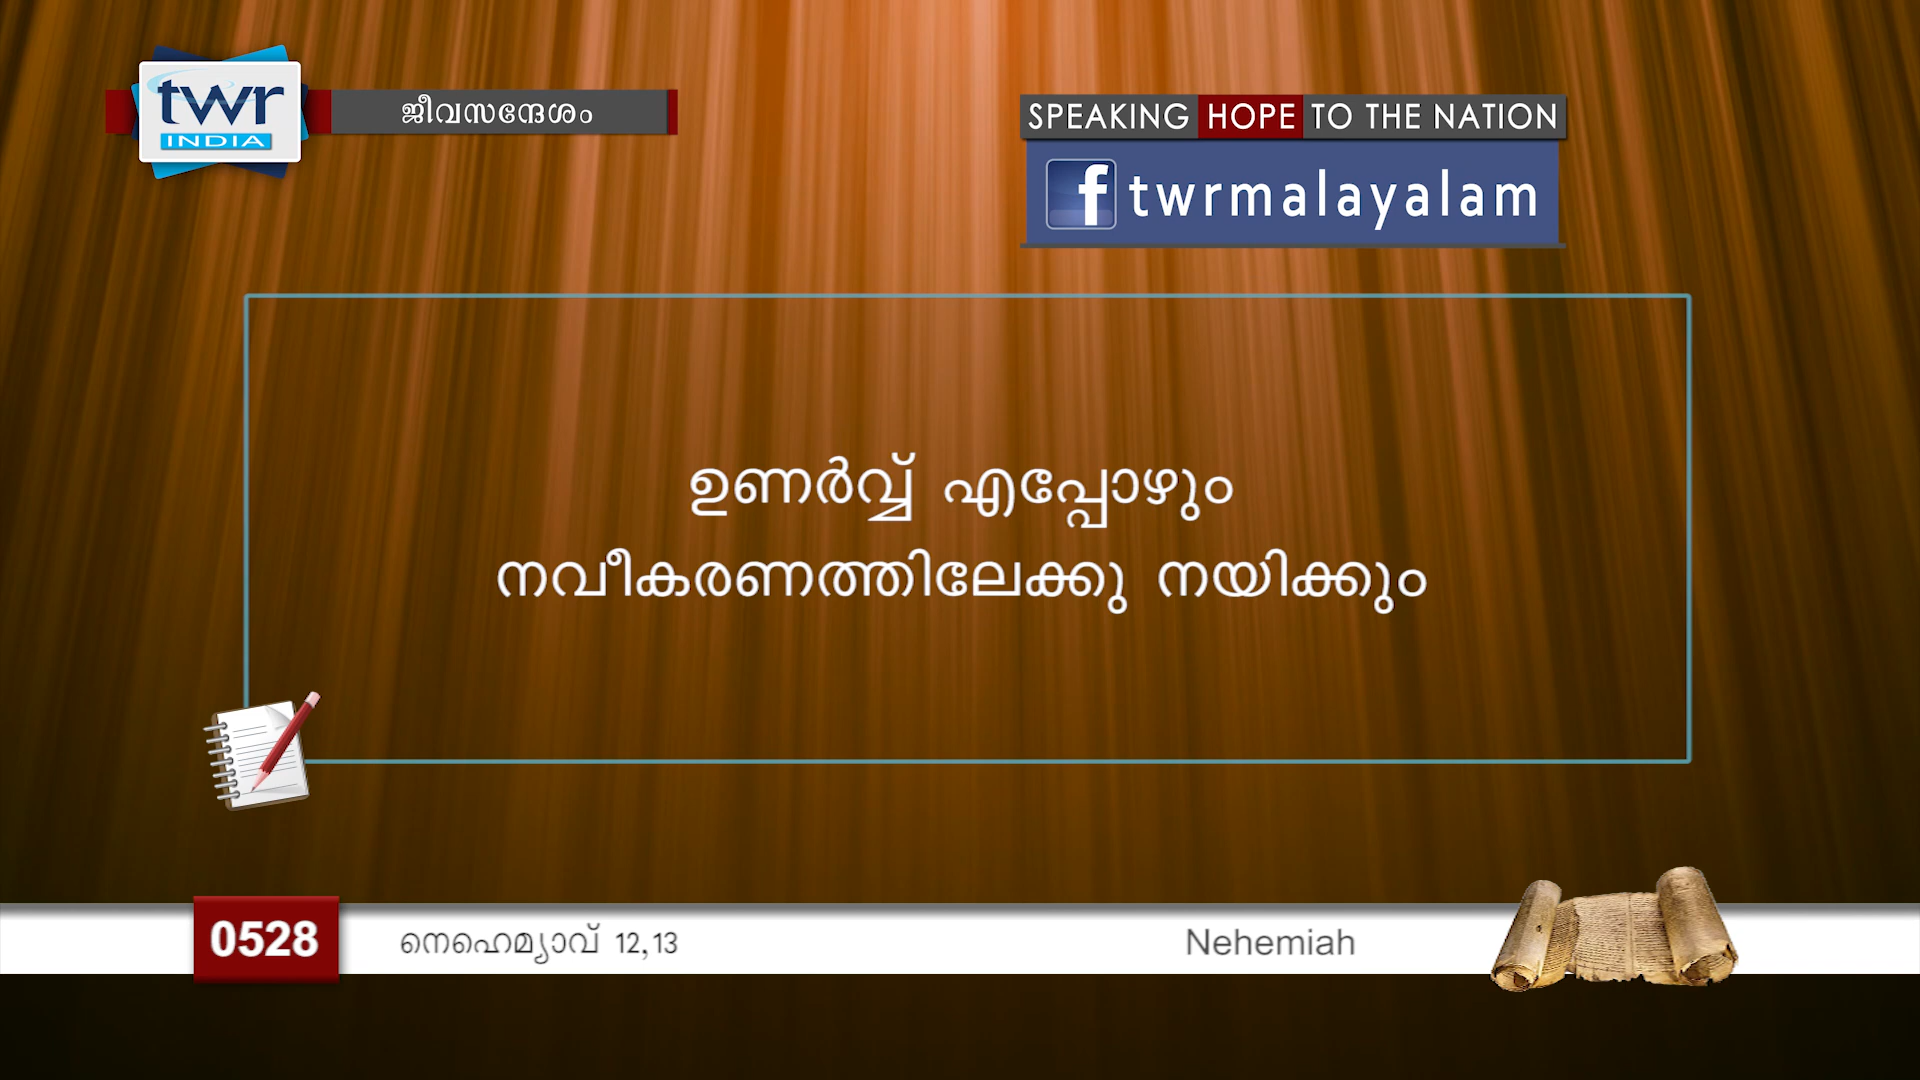 twr
INDIA
ജീവസന്ദേശം
SPEAKING HOPE TO THE NATION
f twrmalayalam
ഉണർവ്വ് എപ്പോഴും
നവീകരണത്തിലേക്കു നയിക്കും
0528
നെഹെമ്യാവ് 12,13
Nehemiah